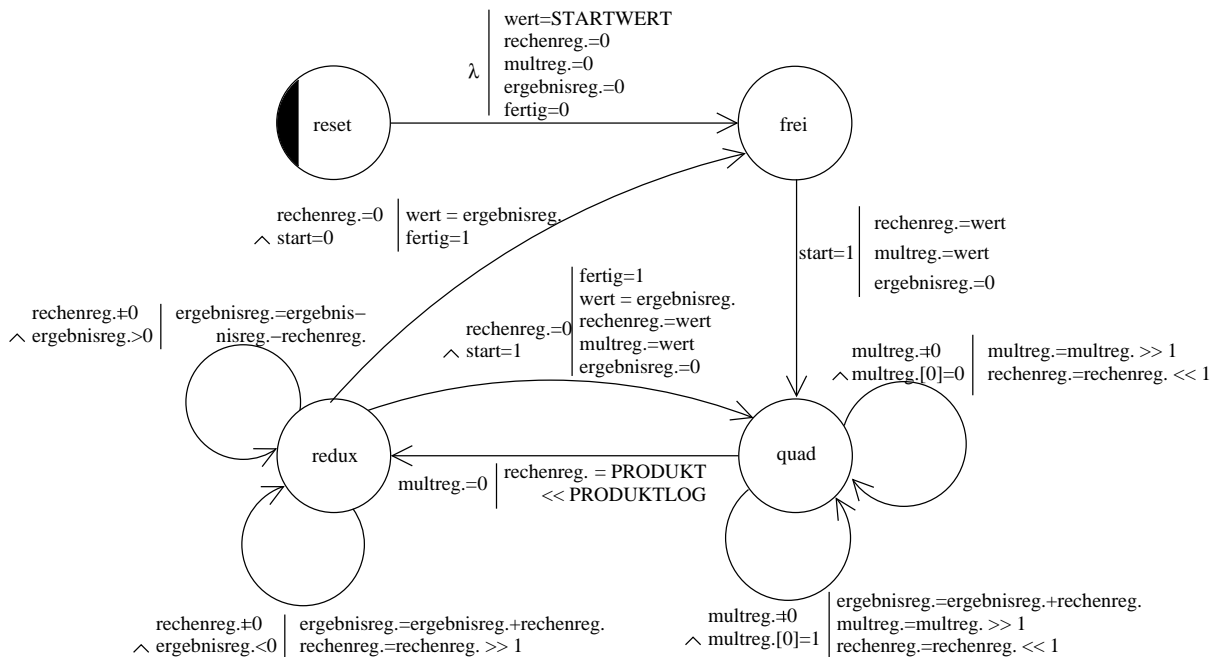 wert=STARTWERT
rechenreg.=0
λ
multreg.=0
ergebnisreg.=0
fertig=0
reset
frei
rechenreg.=0
∧ start=0
wert = ergebnisreg.
fertig=1
start=1
rechenreg.=wert
multreg.=wert
ergebnisreg.=0
rechenreg.≠0
∧ ergebnisreg.>0
ergebnisreg.=ergebnis−
nisreg.−rechenreg.
rechenreg.=0
∧ start=1
fertig=1
wert = ergebnisreg.
rechenreg.=wert
multreg.=wert
ergebnisreg.=0
multreg.≠0
∧ multreg.[0]=0
multreg.=multreg. >> 1
rechenreg.=rechenreg. << 1
redux
quad
multreg.=0
rechenreg. = PRODUKT
<< PRODUKTLOG
rechenreg.≠0
∧ ergebnisreg.<0
ergebnisreg.=ergebnisreg.+rechenreg.
rechenreg.=rechenreg. >> 1
multreg.≠0
∧ multreg.[0]=1
ergebnisreg.=ergebnisreg.+rechenreg.
multreg.=multreg. >> 1
rechenreg.=rechenreg. << 1